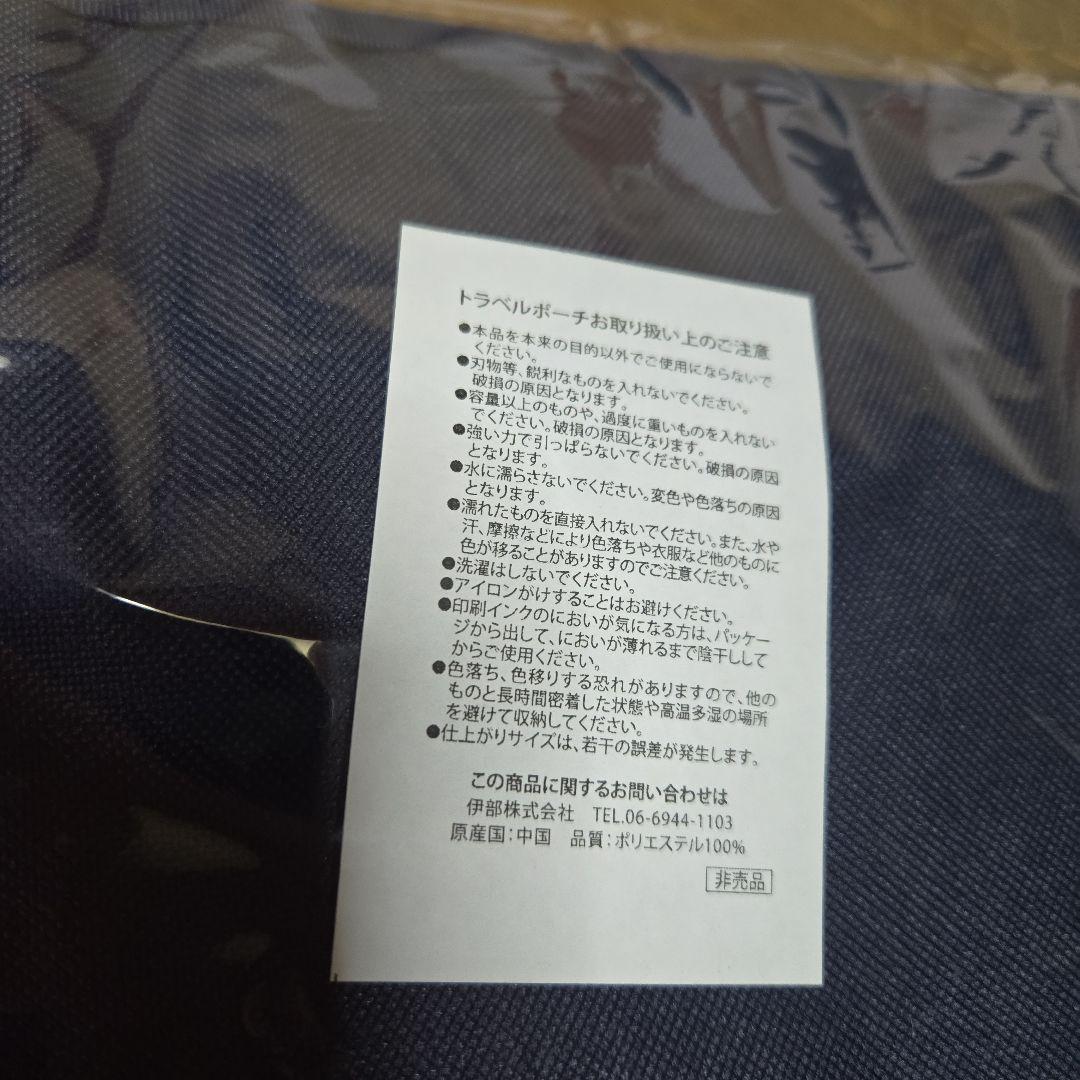 トラベルポーチお取り扱い上のご注意
●本品を本来の目的以外でご使用にならないで
ください。
●刃物等、鋭利なものを入れないでください。
破損の原因となります。
●容量以上のものや、過度に重いものを入れない
でください。破損の原因となります。
●強い力で引っぱらないでください。破損の原因
となります。
●水に濡らさないでください。変色や色落ちの原因
となります。
●濡れたものを直接入れないでください。また、水や
汗、摩擦などにより色落ちや衣服など他のものに
色が移ることがありますのでご注意ください。
●洗濯はしないでください。
●アイロンがけすることはお避けください。
●印刷インクのにおいが気になる方は、パッケー
ジから出して、においが薄れるまで陰干しして
からご使用ください。
●色落ち、色移りする恐れがありますので、他の
ものと長時間密着した状態や高温多湿の場所
を避けて収納してください。
●仕上がりサイズは、若干の誤差が発生します。
この商品に関するお問い合わせは
伊部株式会社 TEL.06-6944-1103
原産国：中国 品質：ポリエステル100%
非売品